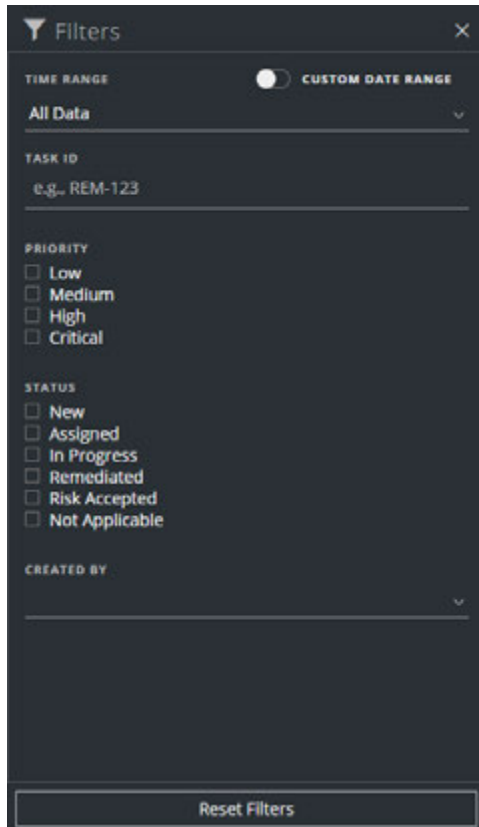 Filters
TIME RANGE
CUSTOM DATE RANGE
All Data
TASK ID
e.g., REM-123
PRIORITY
Low
Medium
High
Critical
STATUS
New
Assigned
In Progress
Remediated
Risk Accepted
Not Applicable
CREATED BY
Reset Filters